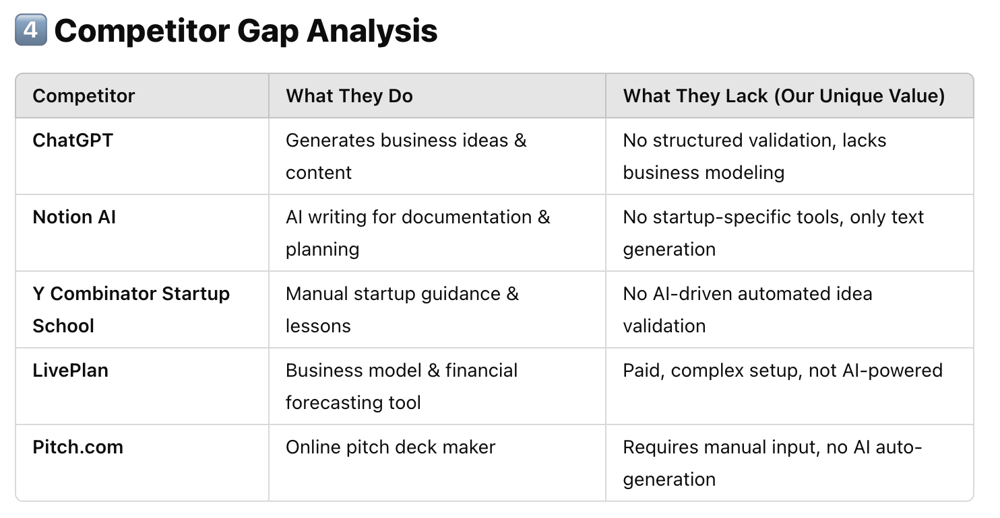 4 Competitor Gap Analysis
Competitor What They Do What They Lack (Our Unique Value)
ChatGPT Generates business ideas & No structured validation, lacks
content business modeling
Notion AI AI writing for documentation & No startup-specific tools, only text
planning generation
Y Combinator Startup Manual startup guidance & No AI-driven automated idea
School lessons validation
LivePlan Business model & financial Paid, complex setup, not AI-powered
forecasting tool
Pitch.com Online pitch deck maker Requires manual input, no AI auto-
generation